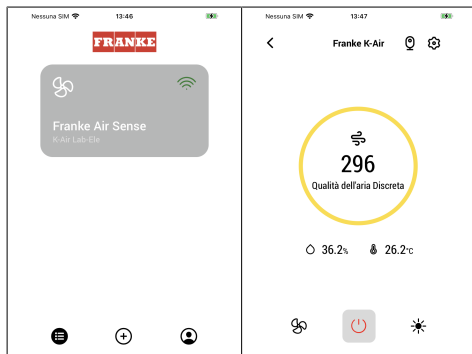 Nessuna SIM 13:46
FRANKE
Franke Air Sense
K-Air Lab-Ele
Nessuna SIM 13:47
Franke K-Air
296
Qualità dell'aria Discreta
36.2% 26.2°C